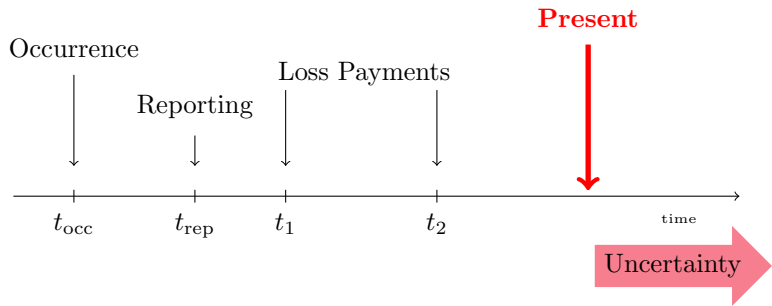 Present
Occurrence
Loss Payments
Reporting
t_occ t_rep t_1 t_2 time
Uncertainty